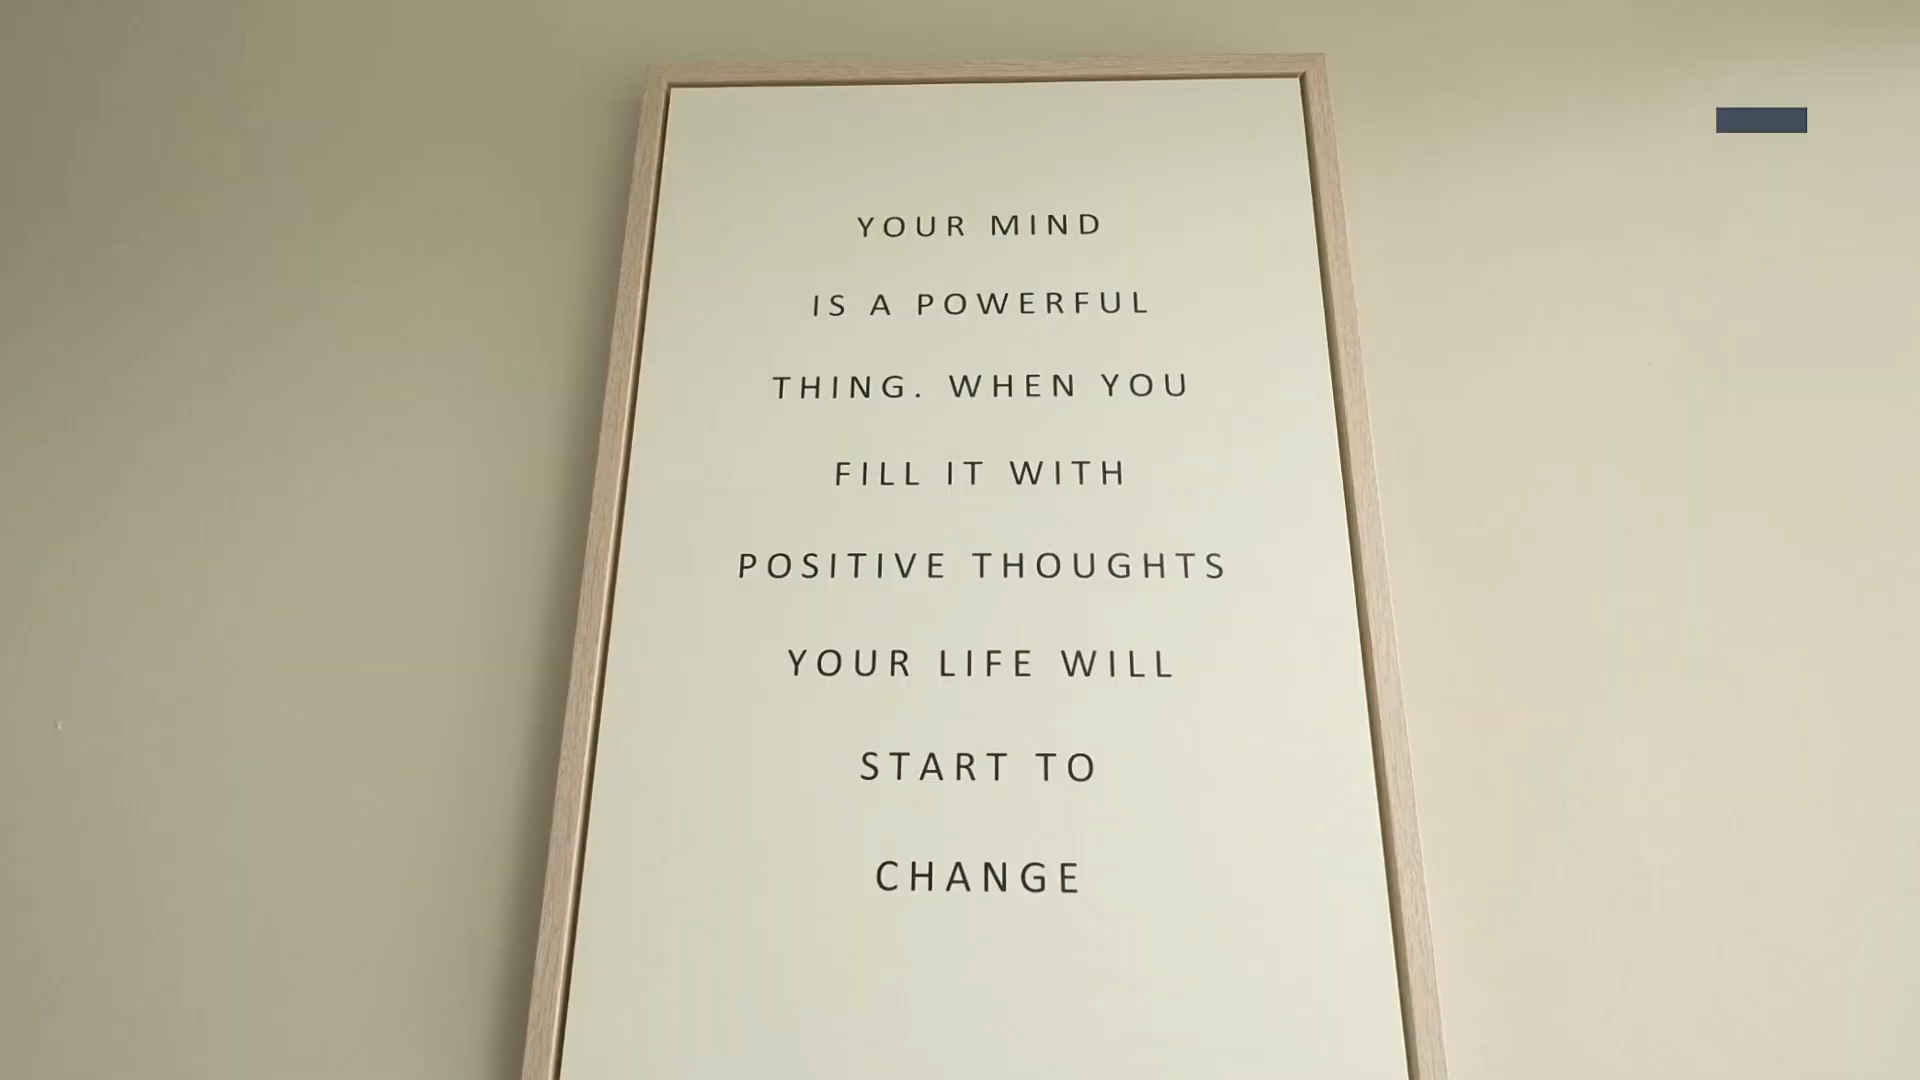 YOUR MIND
IS A POWERFUL
THING. WHEN YOU
FILL IT WITH
POSITIVE THOUGHTS
YOUR LIFE WILL
START TO
CHANGE